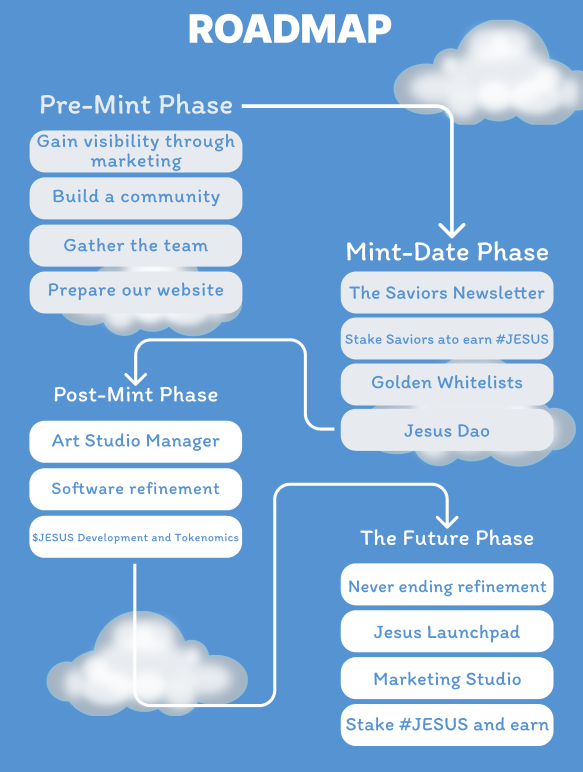 ROADMAP
Pre-Mint Phase
Gain visibility through
marketing
Build a community
Gather the team
Prepare our website
Mint-Date Phase
The Saviors Newsletter
Stake Saviors ato earn #JESUS
Golden Whitelists
Jesus Dao
Post-Mint Phase
Art Studio Manager
Software refinement
$JESUS Development and Tokenomics
The Future Phase
Never ending refinement
Jesus Launchpad
Marketing Studio
Stake #JESUS and earn